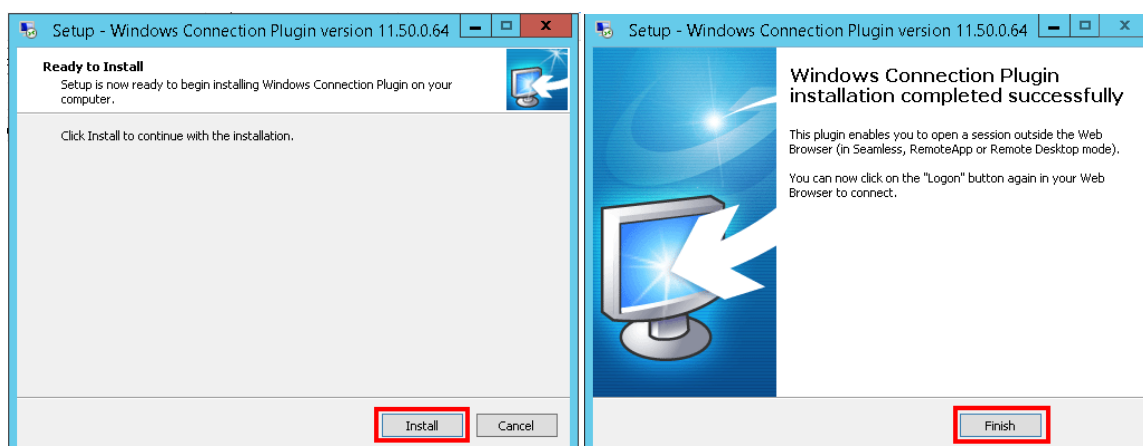 Setup - Windows Connection Plugin version 11.50.0.64
Ready to Install
Setup is now ready to begin installing Windows Connection Plugin on your
computer.
Click Install to continue with the installation.
Install
Cancel
Setup - Windows Connection Plugin version 11.50.0.64
Windows Connection Plugin
installation completed successfully
This plugin enables you to open a session outside the Web
Browser (in Seamless, RemoteApp or Remote Desktop mode).
You can now click on the "Logon" button again in your Web
Browser to connect.
Finish